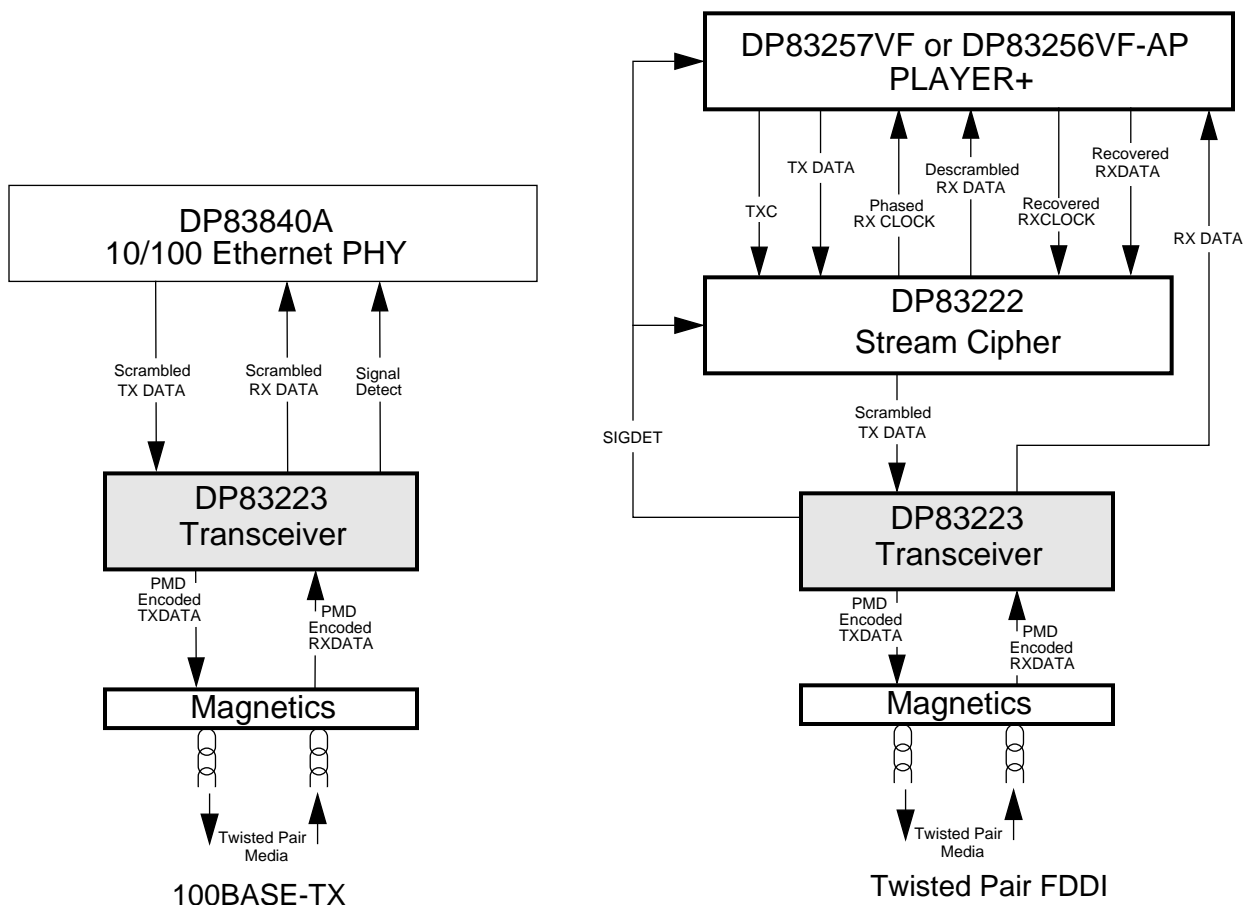 DP83840A
10/100 Ethernet PHY
Scrambled
TX DATA
Scrambled
RX DATA
Signal
Detect
DP83223
Transceiver
PMD
Encoded
TXDATA
PMD
Encoded
RXDATA
Magnetics
Twisted Pair
Media
100BASE-TX
DP83257VF or DP83256VF-AP
PLAYER+
TXC
TX DATA
Phased
RX CLOCK
Descrambled
RX DATA
Recovered
RXCLOCK
Recovered
RXDATA
RX DATA
DP83222
Stream Cipher
SIGDET
Scrambled
TX DATA
DP83223
Transceiver
PMD
Encoded
TXDATA
PMD
Encoded
RXDATA
Magnetics
Twisted Pair
Media
Twisted Pair FDDI